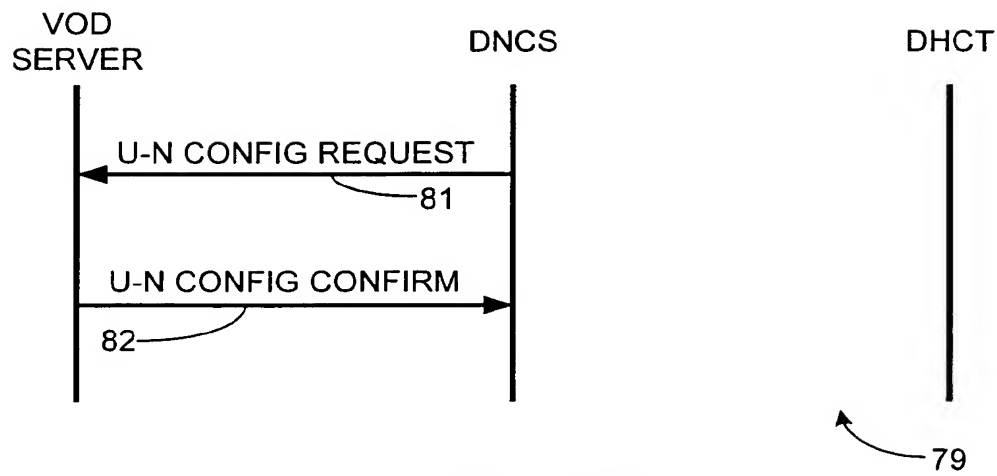 VOD
SERVER
DNCS
DHCT
U-N CONFIG REQUEST
81
U-N CONFIG CONFIRM
82
79